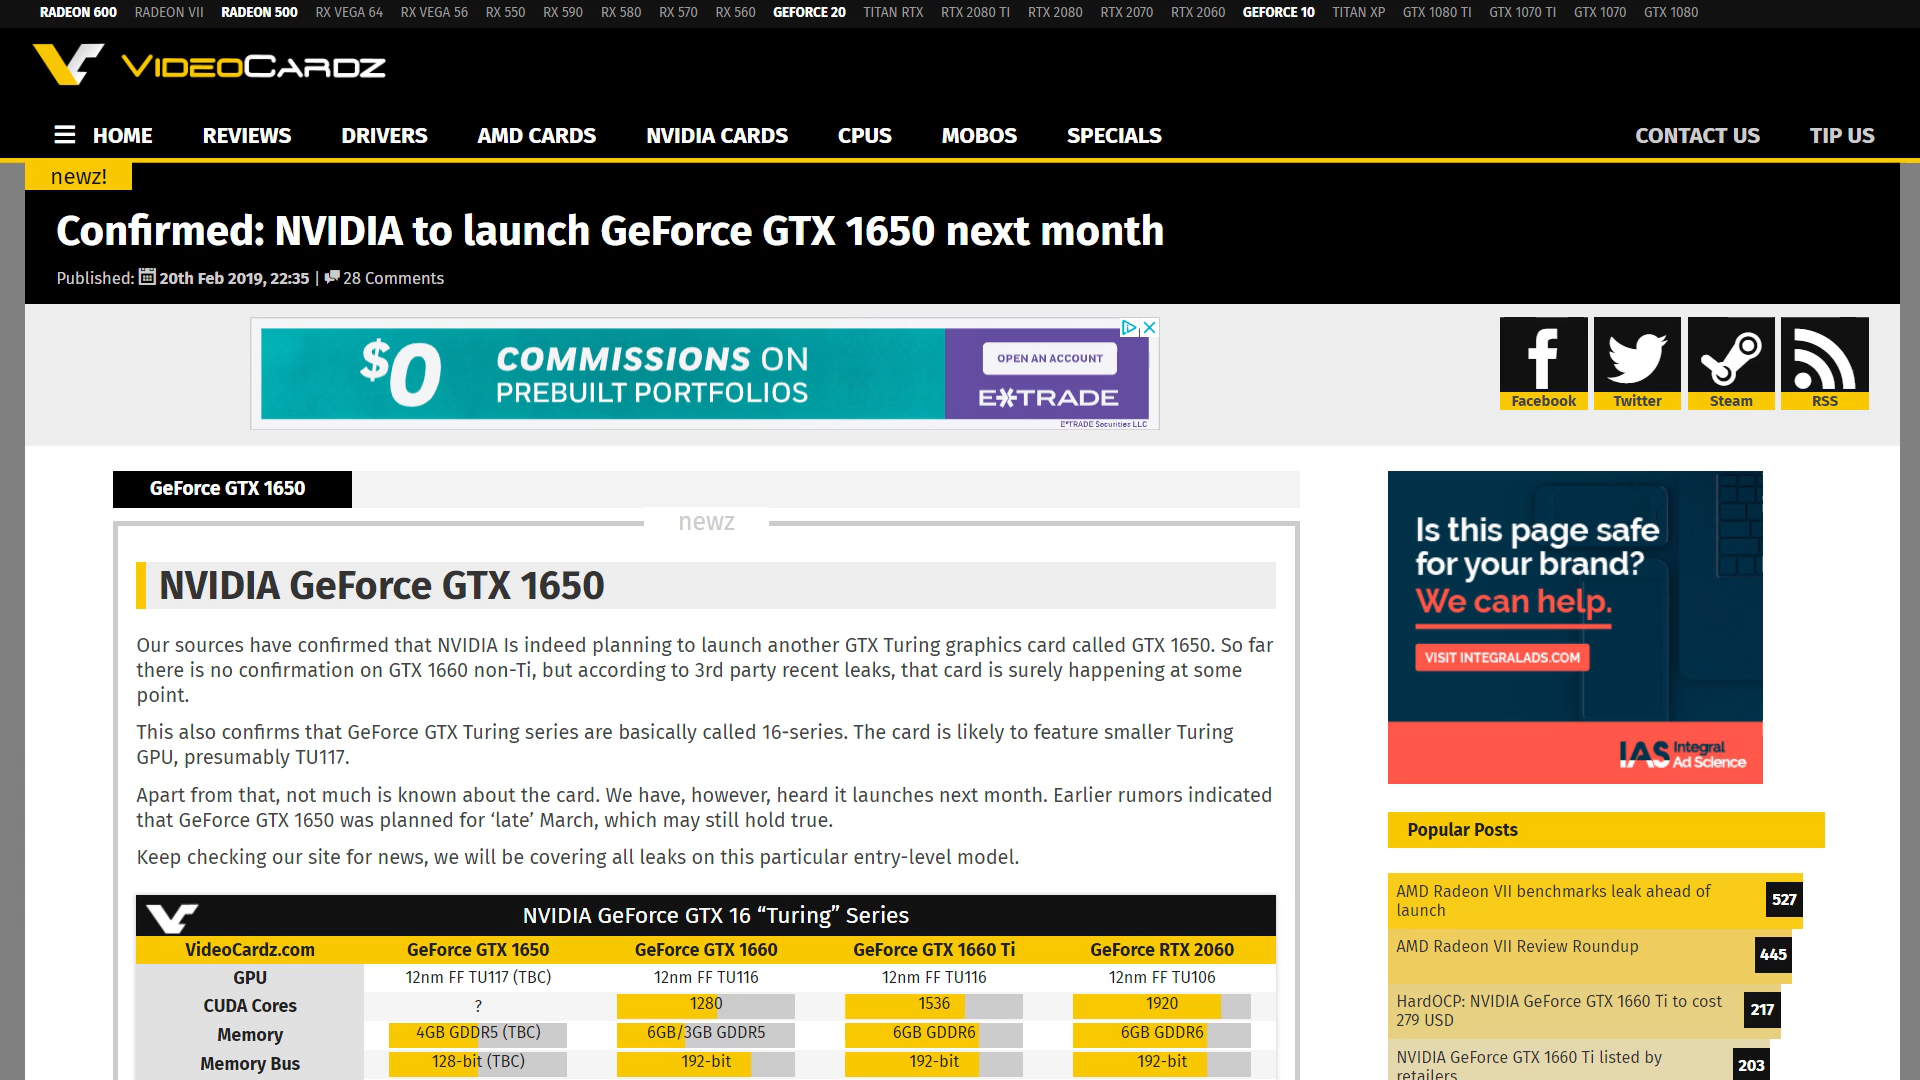 RADEON 600 RADEON VII RADEON 500 RX VEGA 64 RX VEGA 56 RX 550 RX 590 RX 580 RX 570 RX 560 GEFORCE 20 TITAN RTX RTX 2080 TI RTX 2080 RTX 2070 RTX 2060 GEFORCE 10 TITAN XP GTX 1080 TI GTX 1070 TI GTX 1070 GTX 1080
VIDEOCARDZ
HOME REVIEWS DRIVERS AMD CARDS NVIDIA CARDS CPUS MOBOS SPECIALS CONTACT US TIP US
newz!
Confirmed: NVIDIA to launch GeForce GTX 1650 next month
Published: 20th Feb 2019, 22:35 | 28 Comments
$0 COMMISSIONS ON
PREBUILT PORTFOLIOS
OPEN AN ACCOUNT
E*TRADE
E*TRADE Securities LLC
Facebook Twitter Steam RSS
GeForce GTX 1650
newz
NVIDIA GeForce GTX 1650
Our sources have confirmed that NVIDIA Is indeed planning to launch another GTX Turing graphics card called GTX 1650. So far
there is no confirmation on GTX 1660 non-Ti, but according to 3rd party recent leaks, that card is surely happening at some
point.
This also confirms that GeForce GTX Turing series are basically called 16-series. The card is likely to feature smaller Turing
GPU, presumably TU117.
Apart from that, not much is known about the card. We have, however, heard it launches next month. Earlier rumors indicated
that GeForce GTX 1650 was planned for ‘late’ March, which may still hold true.
Keep checking our site for news, we will be covering all leaks on this particular entry-level model.
NVIDIA GeForce GTX 16 “Turing” Series
VideoCardz.com GeForce GTX 1650 GeForce GTX 1660 GeForce GTX 1660 Ti GeForce RTX 2060
GPU 12nm FF TU117 (TBC) 12nm FF TU116 12nm FF TU116 12nm FF TU106
CUDA Cores ? 1280 1536 1920
Memory 4GB GDDR5 (TBC) 6GB/3GB GDDR5 6GB GDDR6 6GB GDDR6
Memory Bus 128-bit (TBC) 192-bit 192-bit 192-bit
Is this page safe
for your brand?
We can help.
VISIT INTEGRALADS.COM
IAS Integral
Ad Science
Popular Posts
AMD Radeon VII benchmarks leak ahead of
launch
527
AMD Radeon VII Review Roundup
445
HardOCP: NVIDIA GeForce GTX 1660 Ti to cost
279 USD
217
NVIDIA GeForce GTX 1660 Ti listed by
retailers
203